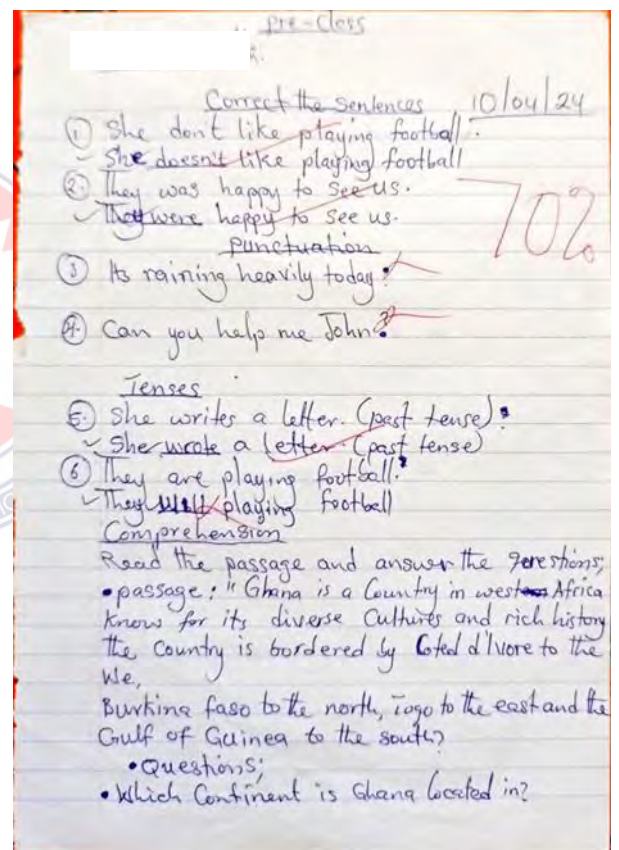 Pre-Class
Correct the Sentences 10/04/24
① She don't like playing football.
She doesn't like playing football
2. They was happy to see us.
They were happy to see us.
70%
Punctuation
③ Its raining heavily today?
④ Can you help me John?
Tenses
5. She writes a letter. (past tense)
She wrote a letter. (past tense)
⑥ They are playing football.
They playing football
Comprehension
Read the passage and answer the questions;
• passage: " Ghana is a Country in western Africa
Know for its diverse Cultures and rich history
the Country is bordered by Coted d'Ivore to the
We,
Burkina faso to the north, Togo to the east and the
Gulf of Guinea to the south?
• Questions;
• Which Continent is Ghana located in?